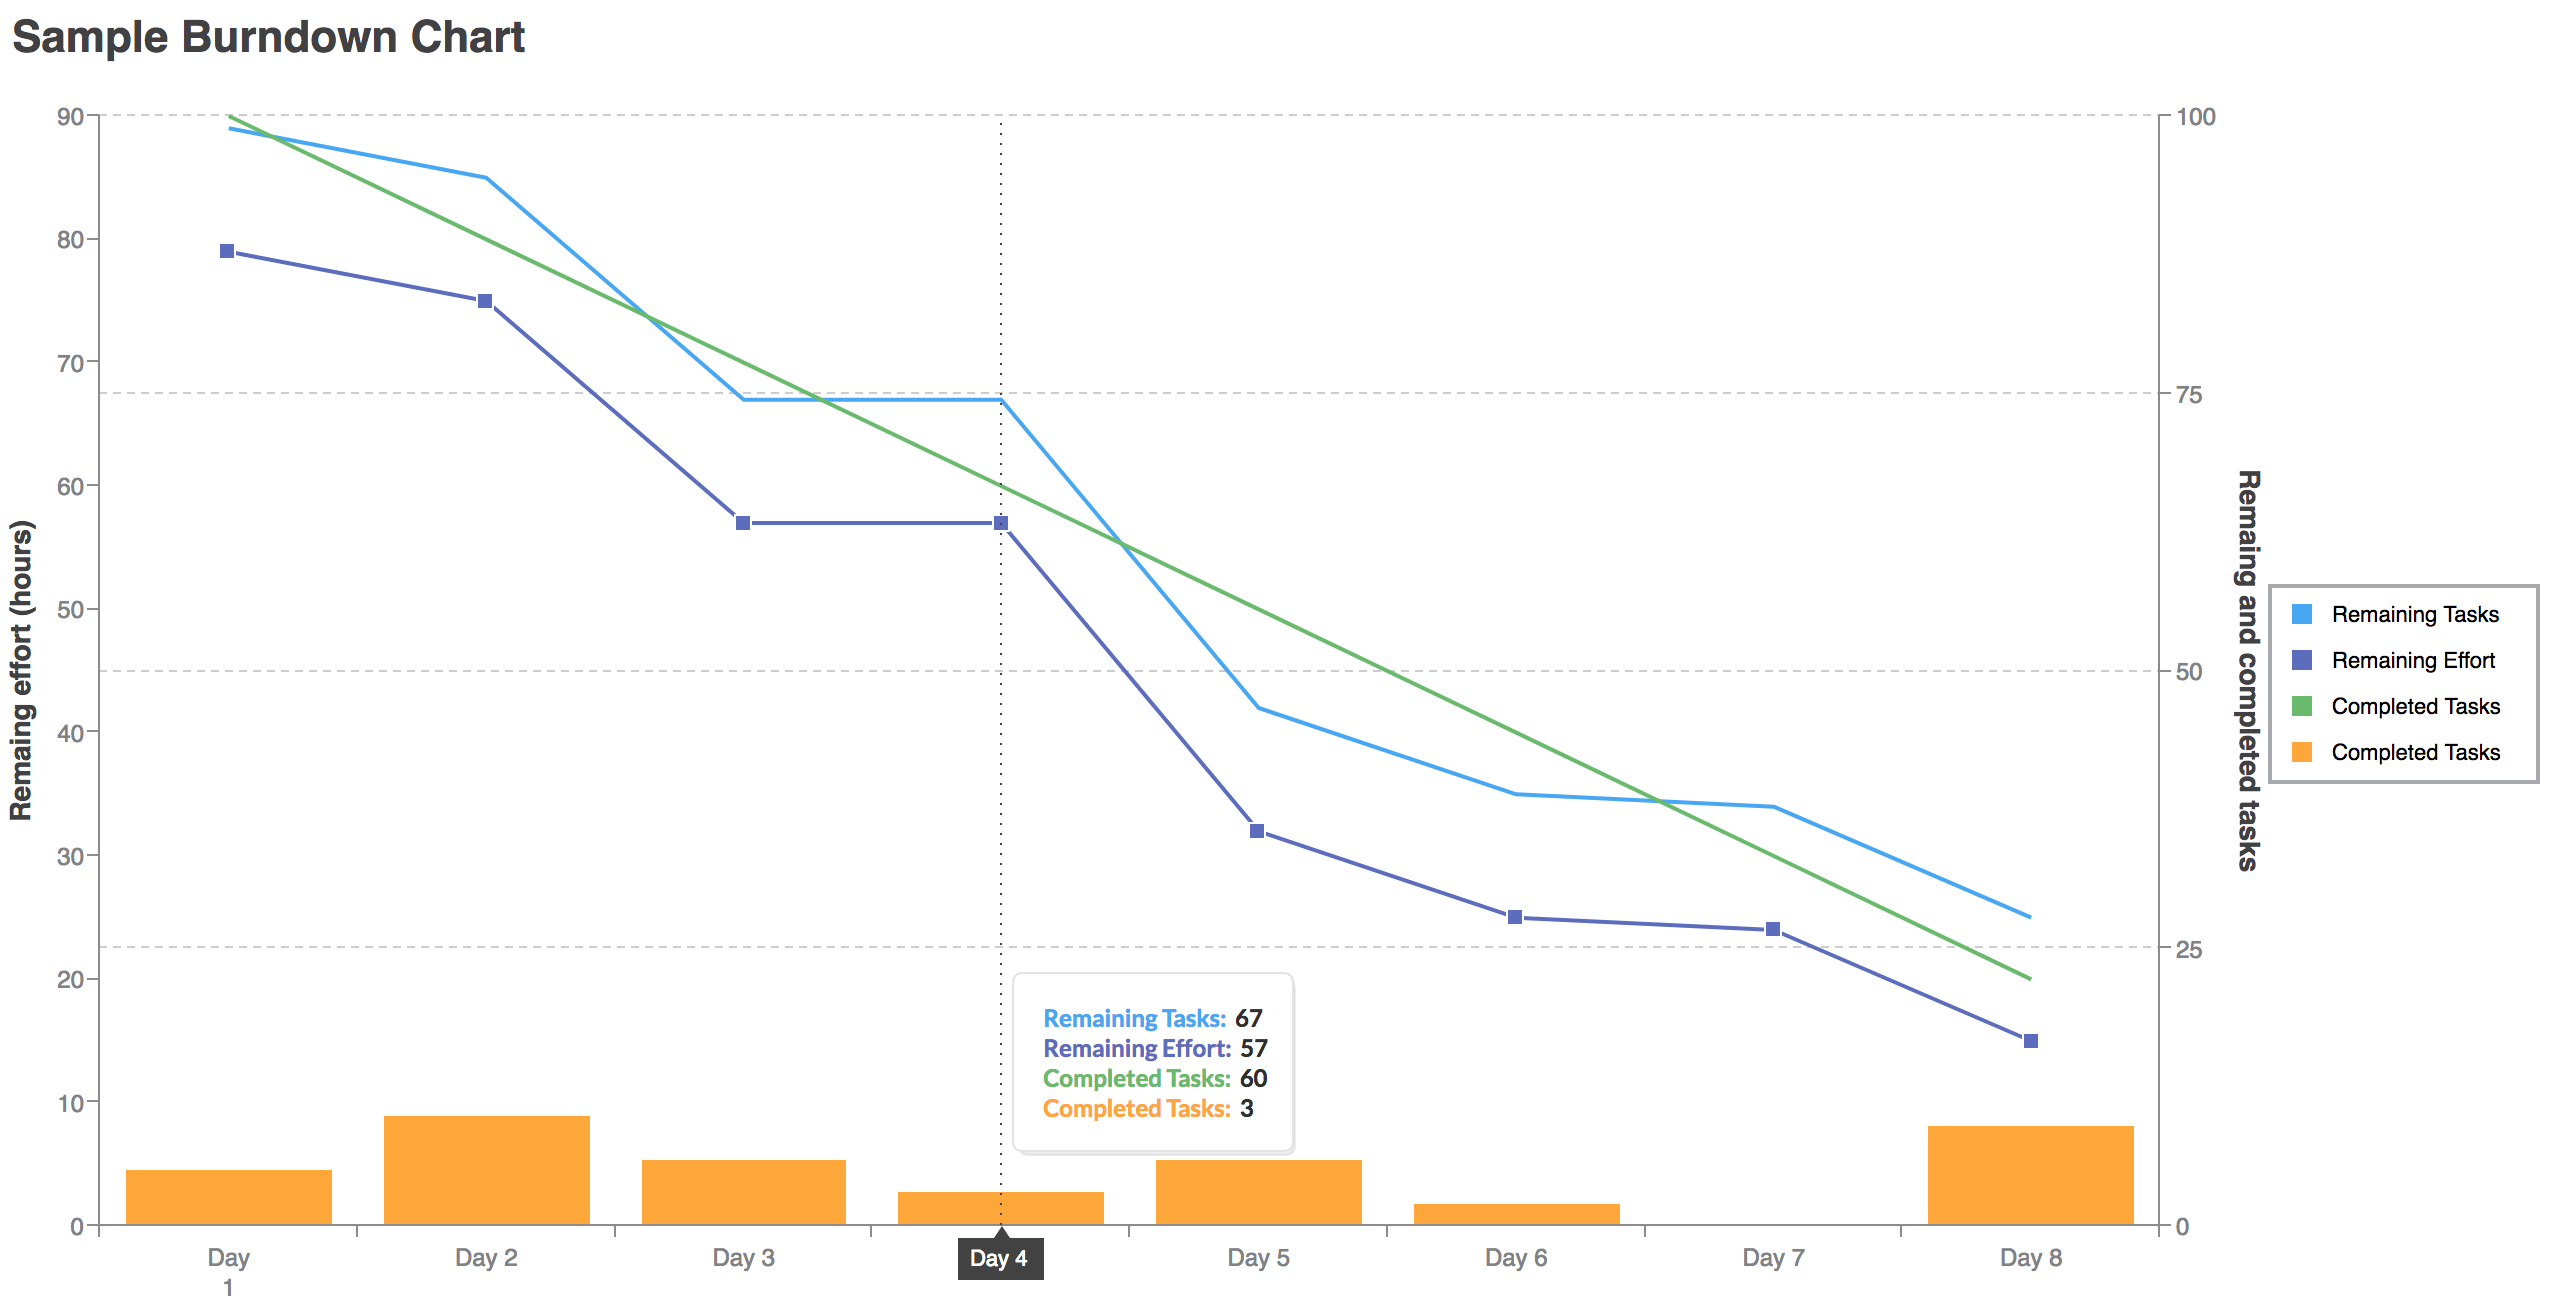 Sample Burndown Chart
90
80
70
60
50
40
30
20
10
0
Remaing effort (hours)
100
75
50
25
0
Remaing and completed tasks
Remaining Tasks
Remaining Effort
Completed Tasks
Completed Tasks
Remaining Tasks: 67
Remaining Effort: 57
Completed Tasks: 60
Completed Tasks: 3
Day
1
Day 2
Day 3
Day 4
Day 5
Day 6
Day 7
Day 8